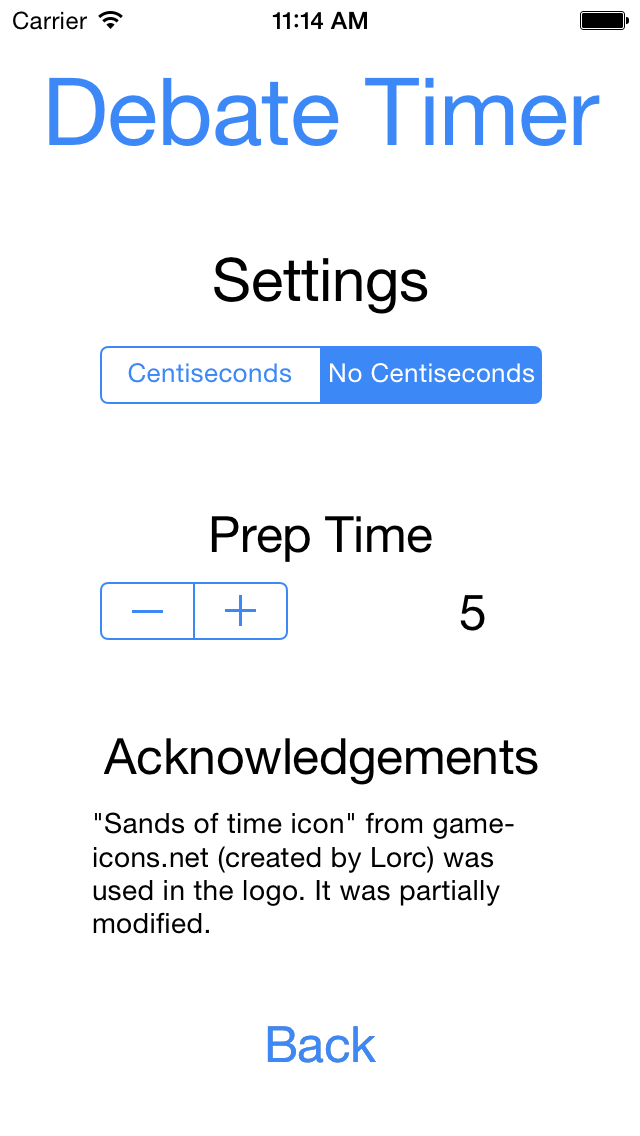 Carrier 11:14 AM
Debate Timer
Settings
Centiseconds No Centiseconds
Prep Time
− + 5
Acknowledgements
"Sands of time icon" from game-
icons.net (created by Lorc) was
used in the logo. It was partially
modified.
Back